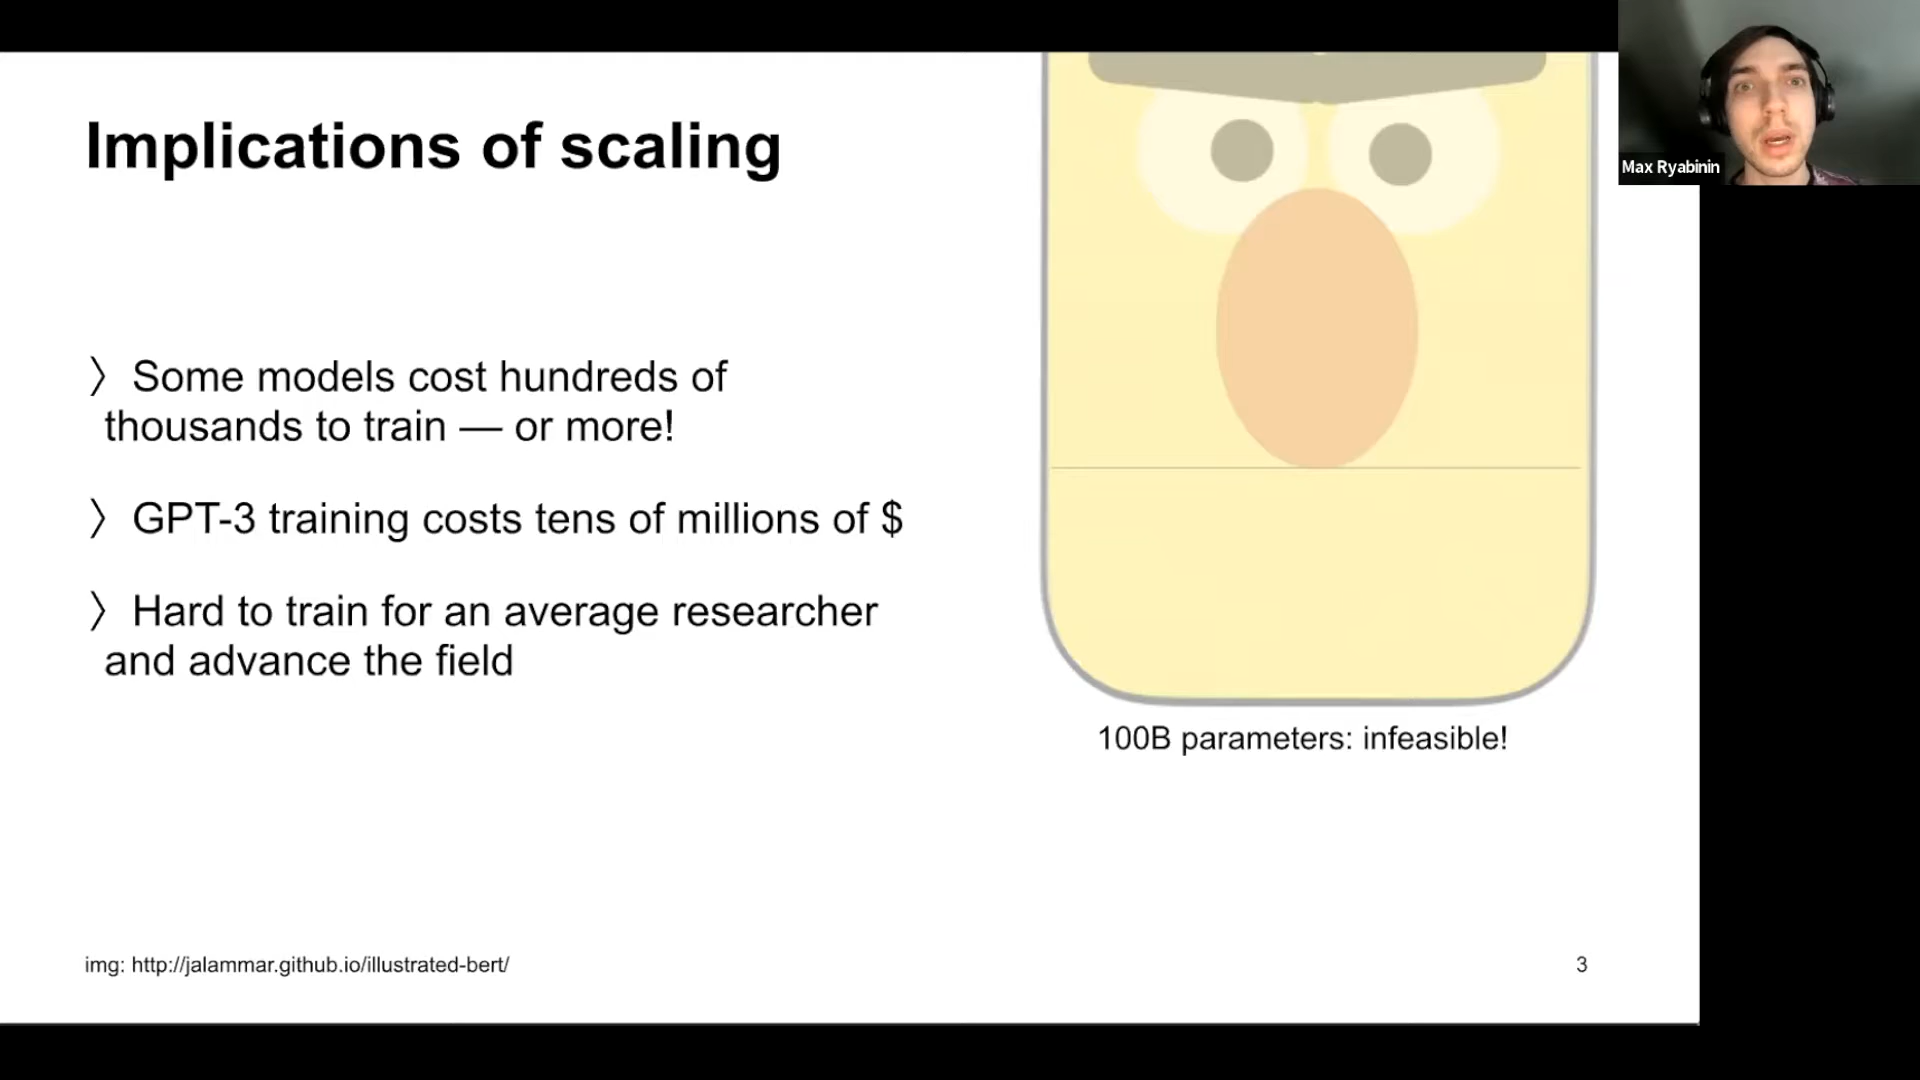 Implications of scaling
Max Ryabinin
〉 Some models cost hundreds of
thousands to train — or more!
〉 GPT-3 training costs tens of millions of $
〉 Hard to train for an average researcher
and advance the field
100B parameters: infeasible!
img: http://jalammar.github.io/illustrated-bert/
3